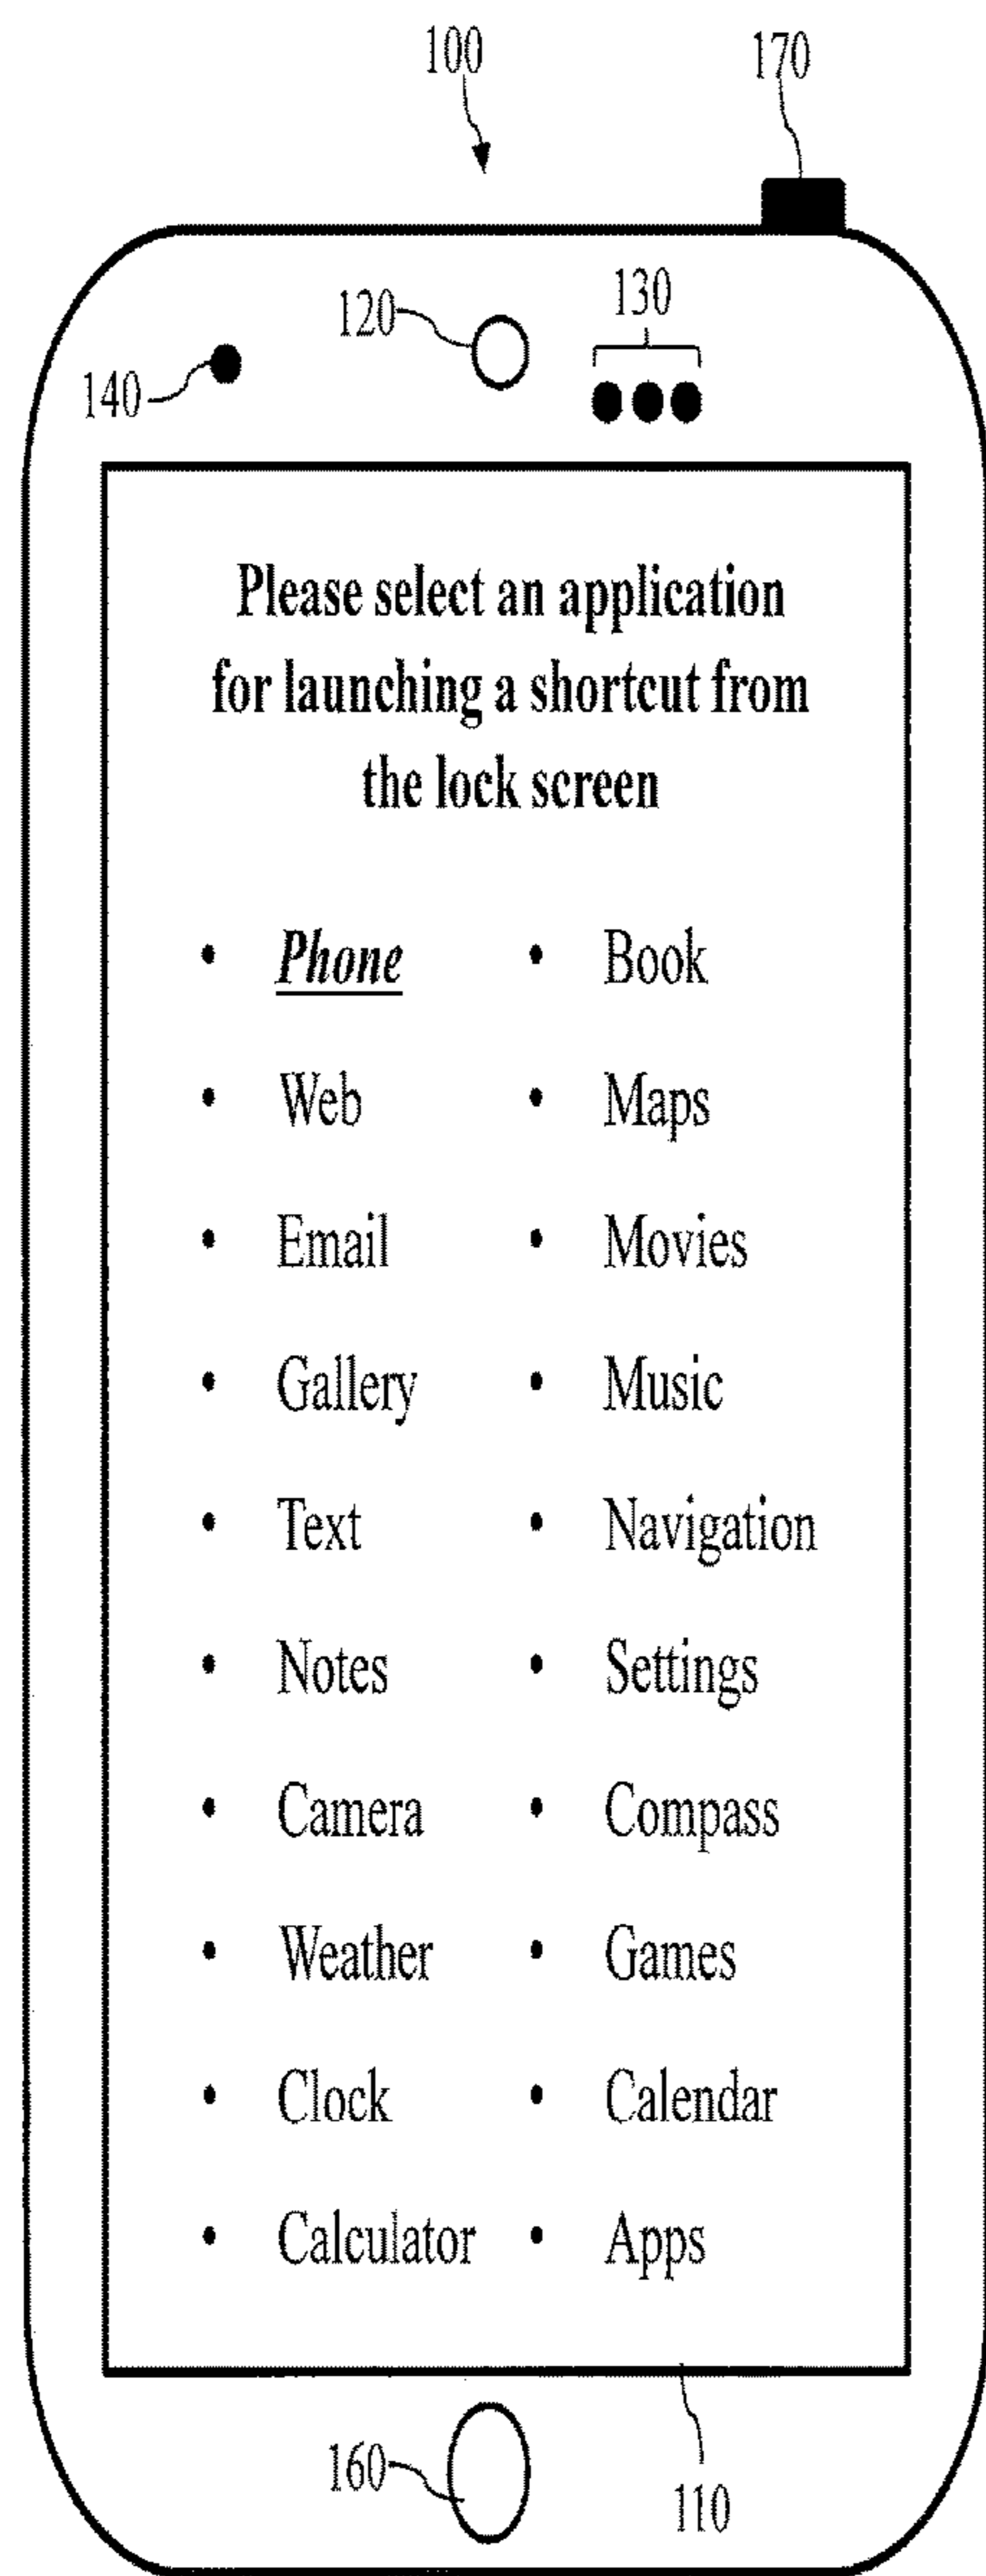 100
170
120
130
140
Please select an application
for launching a shortcut from
the lock screen
• Phone • Book
• Web • Maps
• Email • Movies
• Gallery • Music
• Text • Navigation
• Notes • Settings
• Camera • Compass
• Weather • Games
• Clock • Calendar
• Calculator • Apps
160
110